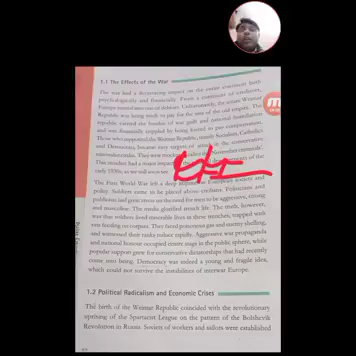 1.1 The Effects of the War
The war had a devastating impact on the entire continent both
psychologically and financially. From a continent of creditors,
Europe turned into one of debtors. Unfortunately, the infant Weimar
Republic was being made to pay for the sins of the old empire. The
republic carried the burden of war guilt and national humiliation
and was financially crippled by being forced to pay compensation.
Those who supported the Weimar Republic, mainly Socialists, Catholics
and Democrats, became easy targets of attack in the conservative
nationalist circles. They were mockingly called the 'November criminals'.
This mindset had a major impact
1930s, as we will soon see
The First World War left a deep imprint on European society and
polity. Soldiers came to be placed above civilians. Politicians and
publicists laid great stress on the need for men to be aggressive, strong
and masculine. The media glorified trench life. The truth, however,
was that soldiers lived miserable lives in these trenches, trapped with
rats feeding on corpses. They faced poisonous gas and enemy shelling,
and witnessed their ranks reduce rapidly. Aggressive war propaganda
and national honour occupied centre stage in the public sphere, while
popular support grew for conservative dictatorships that had recently
come into being. Democracy was indeed a young and fragile idea,
which could not survive the instabilities of interwar Europe.
1.2 Political Radicalism and Economic Crises
The birth of the Weimar Republic coincided with the revolutionary
uprising of the Spartacist League on the pattern of the Bolshevik
Revolution in Russia. Soviets of workers and sailors were established